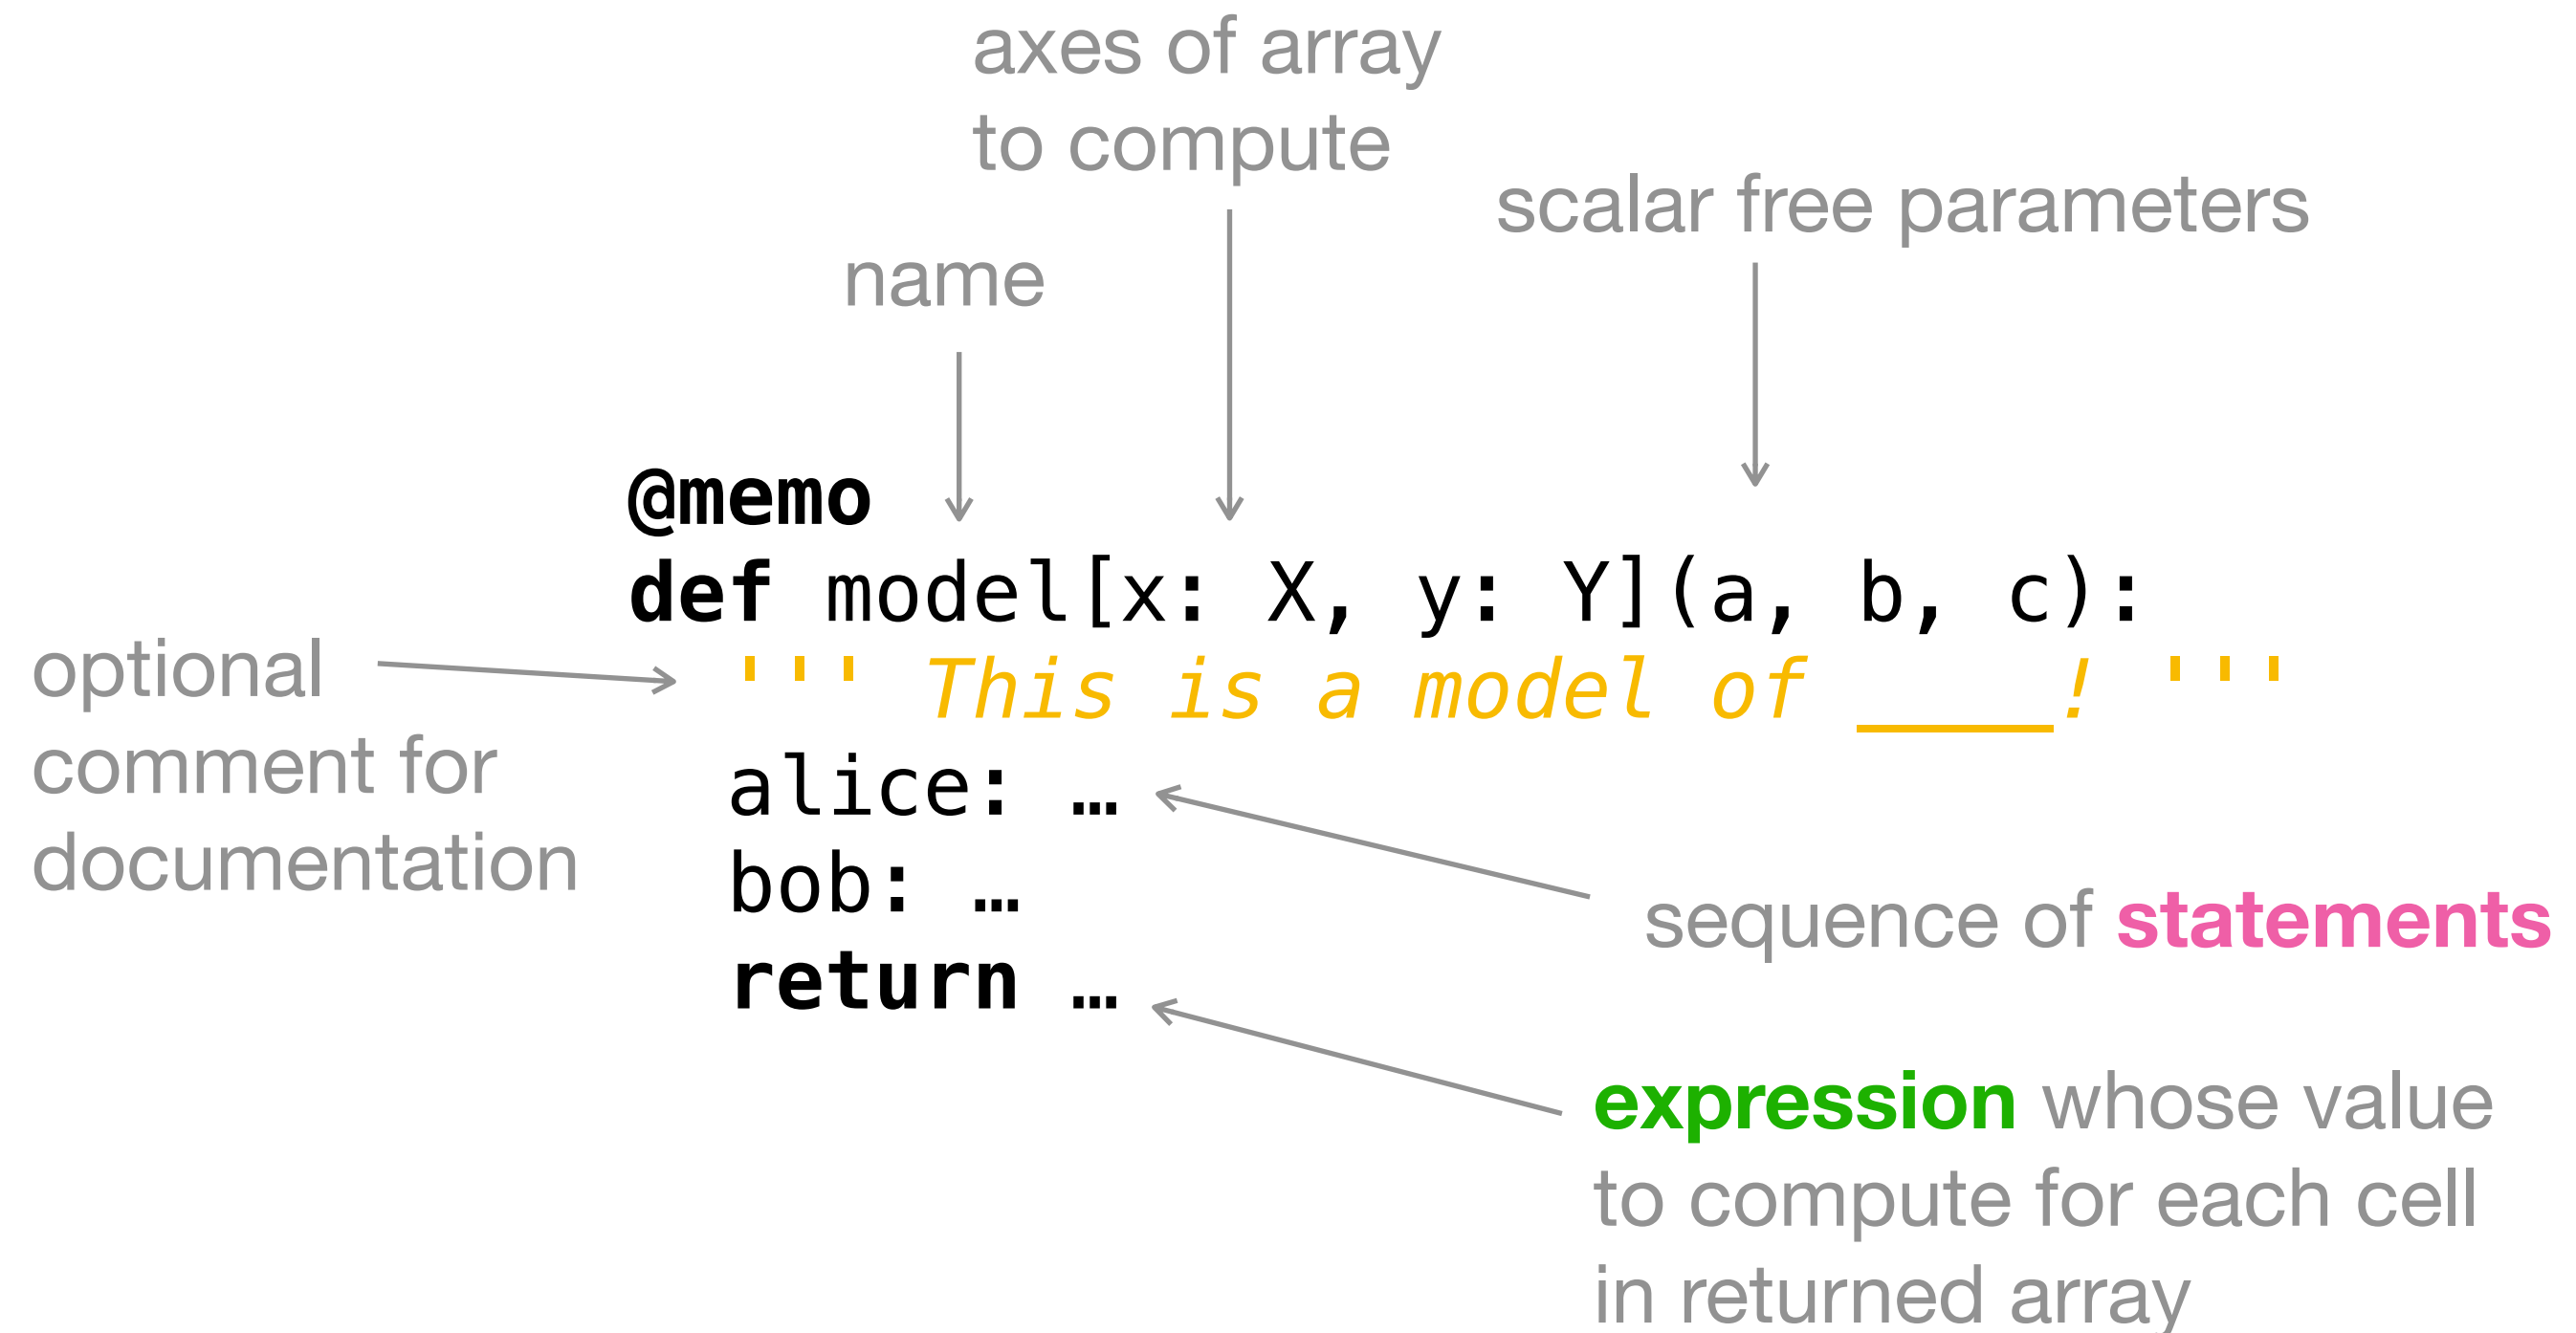 axes of array
to compute
scalar free parameters
name
@memo
def model[x: X, y: Y](a, b, c):
''' This is a model of ____! '''
alice: …
bob: …
return …
optional
comment for
documentation
sequence of statements
expression whose value
to compute for each cell
in returned array